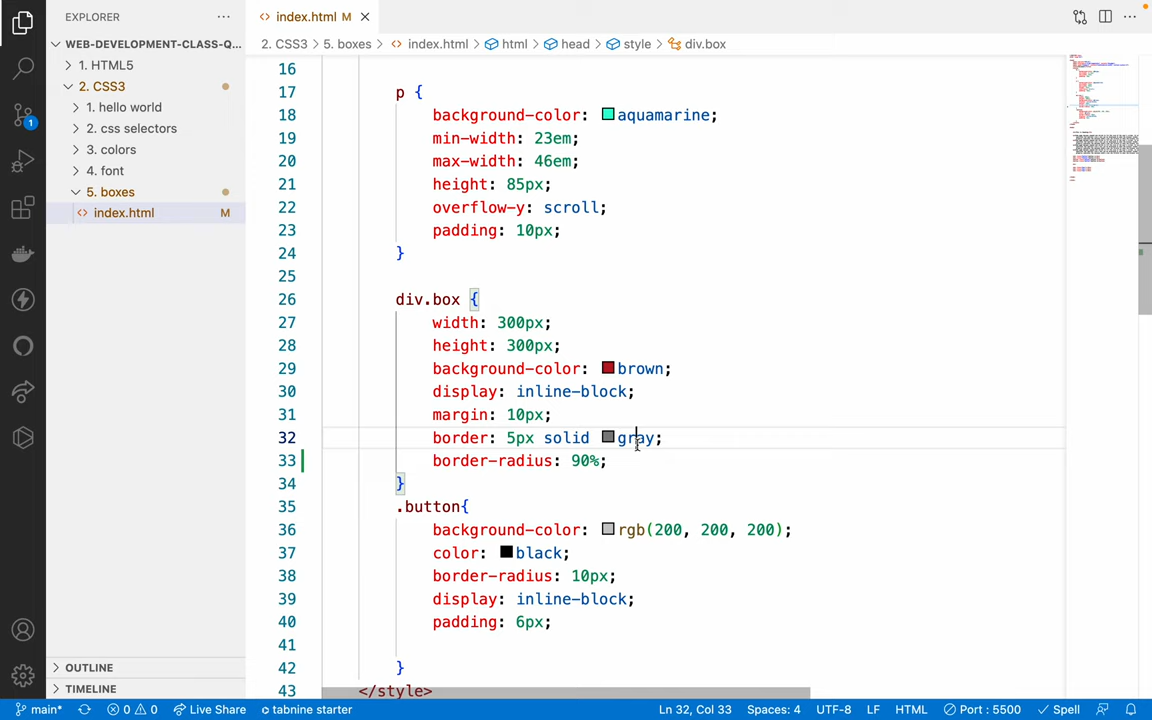 EXPLORER
index.html M
WEB-DEVELOPMENT-CLASS-Q...
2. CSS3 > 5. boxes > index.html > html > head > style > div.box
1. HTML5
2. CSS3
1. hello world
2. css selectors
3. colors
4. font
5. boxes
index.html M
1
16
17 p {
18 background-color: aquamarine;
19 min-width: 23em;
20 max-width: 46em;
21 height: 85px;
22 overflow-y: scroll;
23 padding: 10px;
24 }
25
26 div.box {
27 width: 300px;
28 height: 300px;
29 background-color: brown;
30 display: inline-block;
31 margin: 10px;
32 border: 5px solid gray;
33 border-radius: 90%;
34 }
35 .button{
36 background-color: rgb(200, 200, 200);
37 color: black;
38 border-radius: 10px;
39 display: inline-block;
40 padding: 6px;
41
42 }
43 </style>
OUTLINE
TIMELINE
main* 0 0 Live Share tabnine starter Ln 32, Col 33 Spaces: 4 UTF-8 LF HTML Port : 5500 Spell